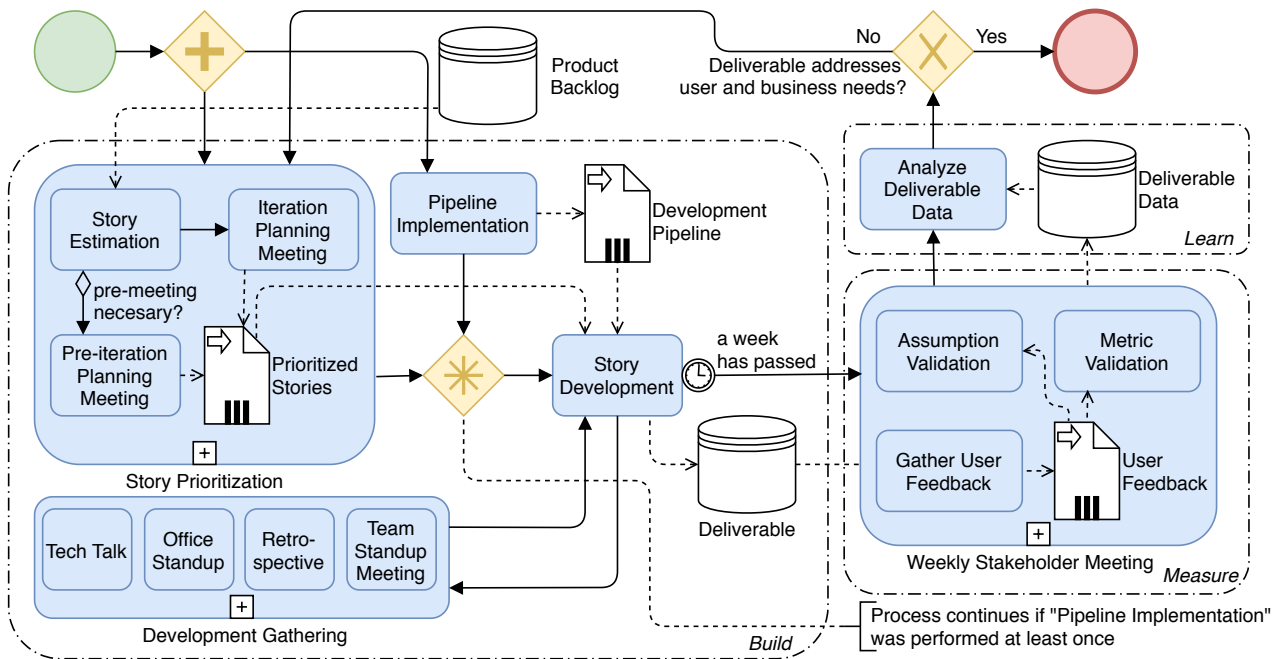 No
Yes
Deliverable addresses
user and business needs?
Product
Backlog
Story
Estimation
Iteration
Planning
Meeting
Pipeline
Implementation
Development
Pipeline
Analyze
Deliverable
Data
Deliverable
Data
Learn
pre-meeting
necesary?
Pre-iteration
Planning
Meeting
Prioritized
Stories
+
Story Prioritization
Story
Development
a week
has passed
Assumption
Validation
Metric
Validation
Gather User
Feedback
User
Feedback
+
Weekly Stakeholder Meeting
Measure
Deliverable
Tech Talk
Office
Standup
Retro-
spective
Team
Standup
Meeting
+
Development Gathering
Build
Process continues if "Pipeline Implementation"
was performed at least once